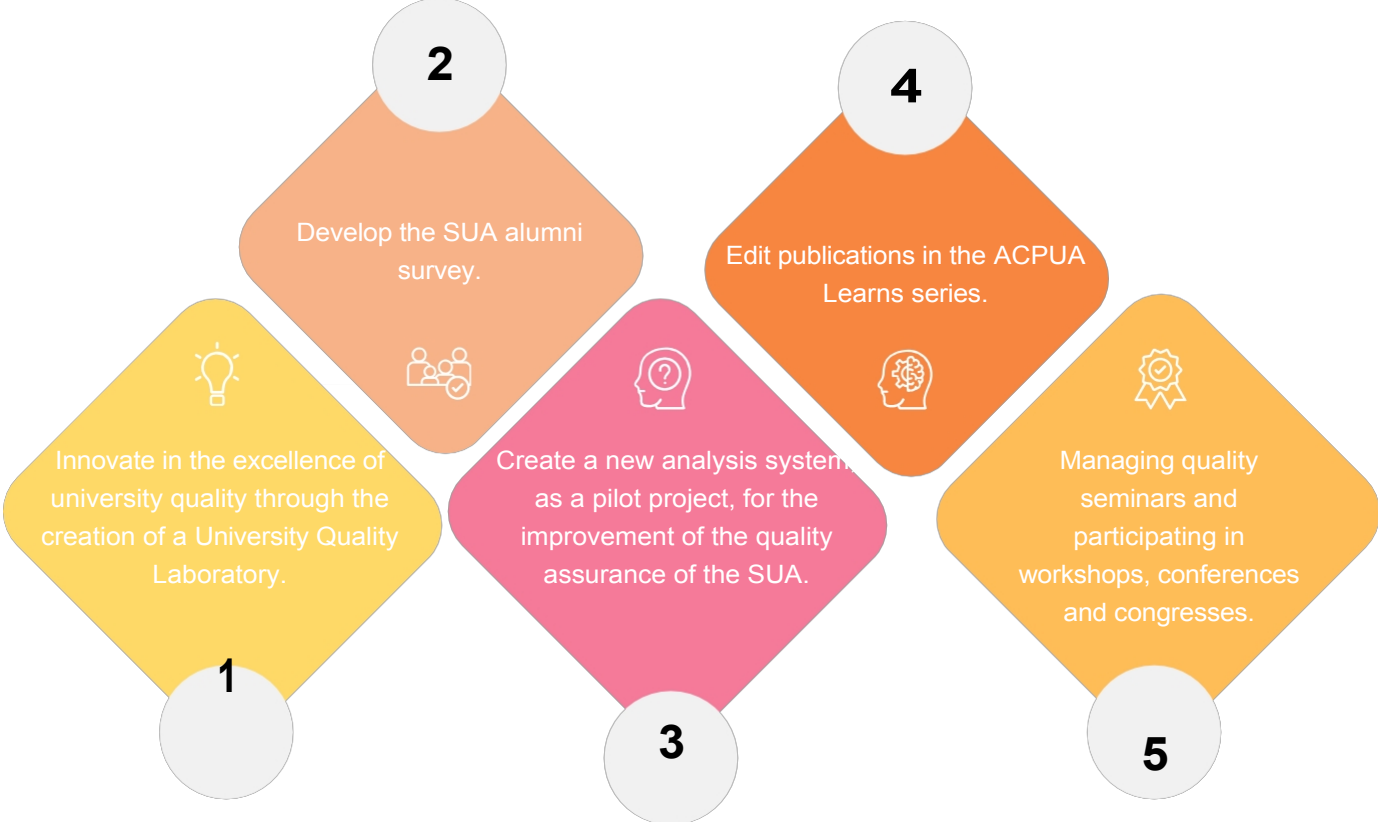 1
Innovate in the excellence of
university quality through the
creation of a University Quality
Laboratory.
2
Develop the SUA alumni
survey.
3
Create a new analysis system,
as a pilot project, for the
improvement of the quality
assurance of the SUA.
4
Edit publications in the ACPUA
Learns series.
5
Managing quality
seminars and
participating in
workshops, conferences
and congresses.